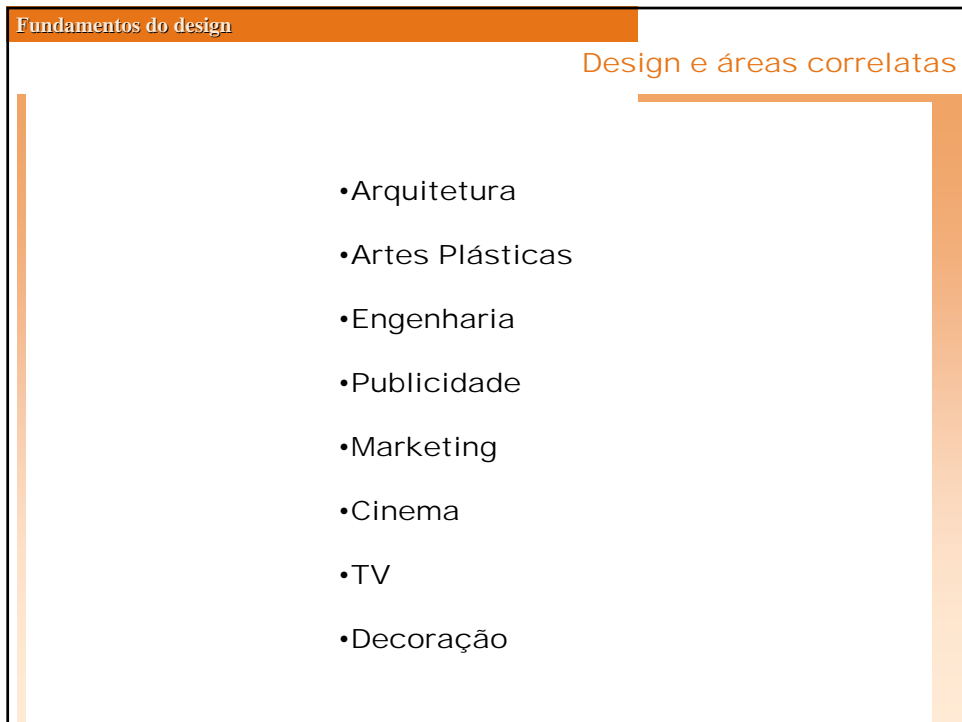 Fundamentos do design
Design e áreas correlatas
•Arquitetura
•Artes Plásticas
•Engenharia
•Publicidade
•Marketing
•Cinema
•TV
•Decoração